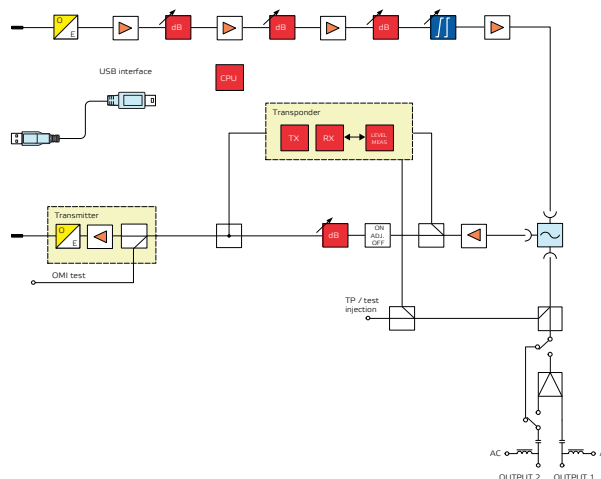 O
E
dB
dB
dB
USB interface
CPU
Transponder
TX
RX
LEVEL
MEAS
Transmitter
O
E
dB
ON
ADJ.
OFF
OMI test
TP / test
injection
AC
OUTPUT 2
OUTPUT 1